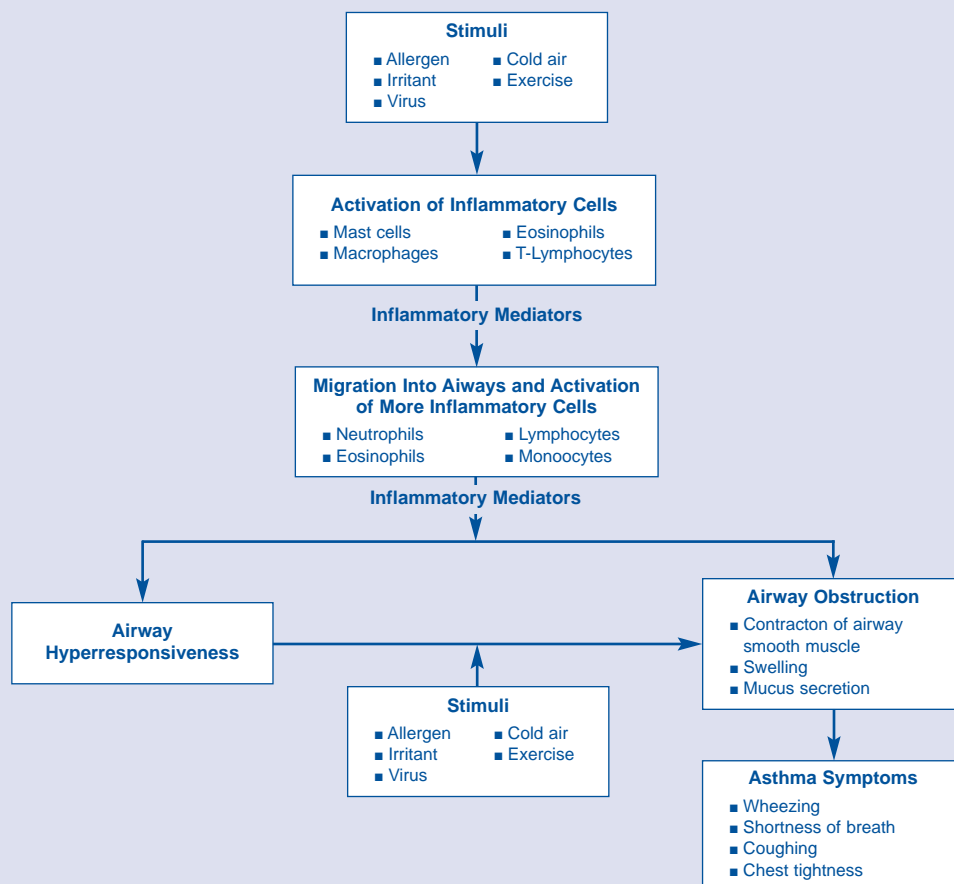 Stimuli
■ Allergen ■ Cold air
■ Irritant ■ Exercise
■ Virus
Activation of Inflammatory Cells
■ Mast cells ■ Eosinophils
■ Macrophages ■ T-Lymphocytes
Inflammatory Mediators
Migration Into Aiways and Activation
of More Inflammatory Cells
■ Neutrophils ■ Lymphocytes
■ Eosinophils ■ Monoocytes
Inflammatory Mediators
Airway
Hyperresponsiveness
Airway Obstruction
■ Contracton of airway
smooth muscle
■ Swelling
■ Mucus secretion
Stimuli
■ Allergen ■ Cold air
■ Irritant ■ Exercise
■ Virus
Asthma Symptoms
■ Wheezing
■ Shortness of breath
■ Coughing
■ Chest tightness